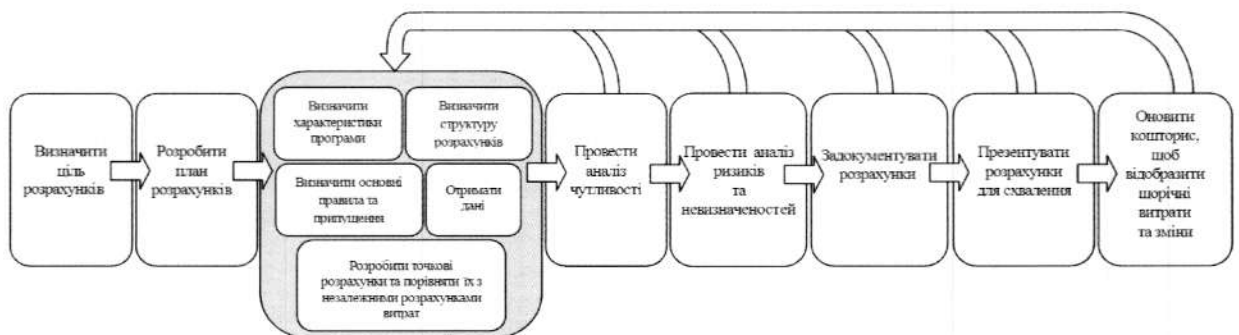 Визначити
ціль
розрахунків
Розробити
план
розрахунків
Визначити
характеристики
програми
Визначити
структуру
розрахунків
Визначити основні
правила та
припущення
Отримати
дані
Розробити точкові
розрахунки та порівняти їх з
незалежними розрахунками
витрат
Провести
аналіз
чутливості
Провести аналіз
ризиків
та
невизначеностей
Задокументувати
розрахунки
Презентувати
розрахунки
для схвалення
Оновити
кошторис,
щоб
відобразити
щорічні
витрати
та зміни